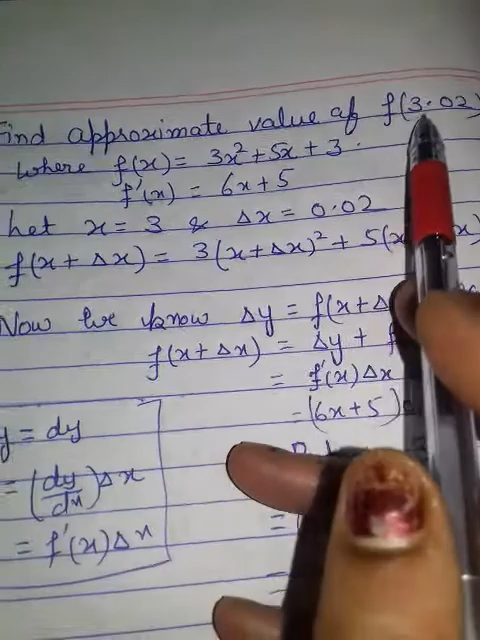 Find approximate value of f(3.02)
where f(x) = 3x² + 5x + 3.
f'(x) = 6x + 5
Let x = 3 & Δx = 0.02
f(x + Δx) = 3(x + Δx)² + 5(x x)
Now we know Δy = f(x + Δ
f(x + Δx) = Δy + f
= f'(x) Δx
= (6x + 5)
y = dy
= (dy/dx) Δx
= f'(x) Δx
=
=